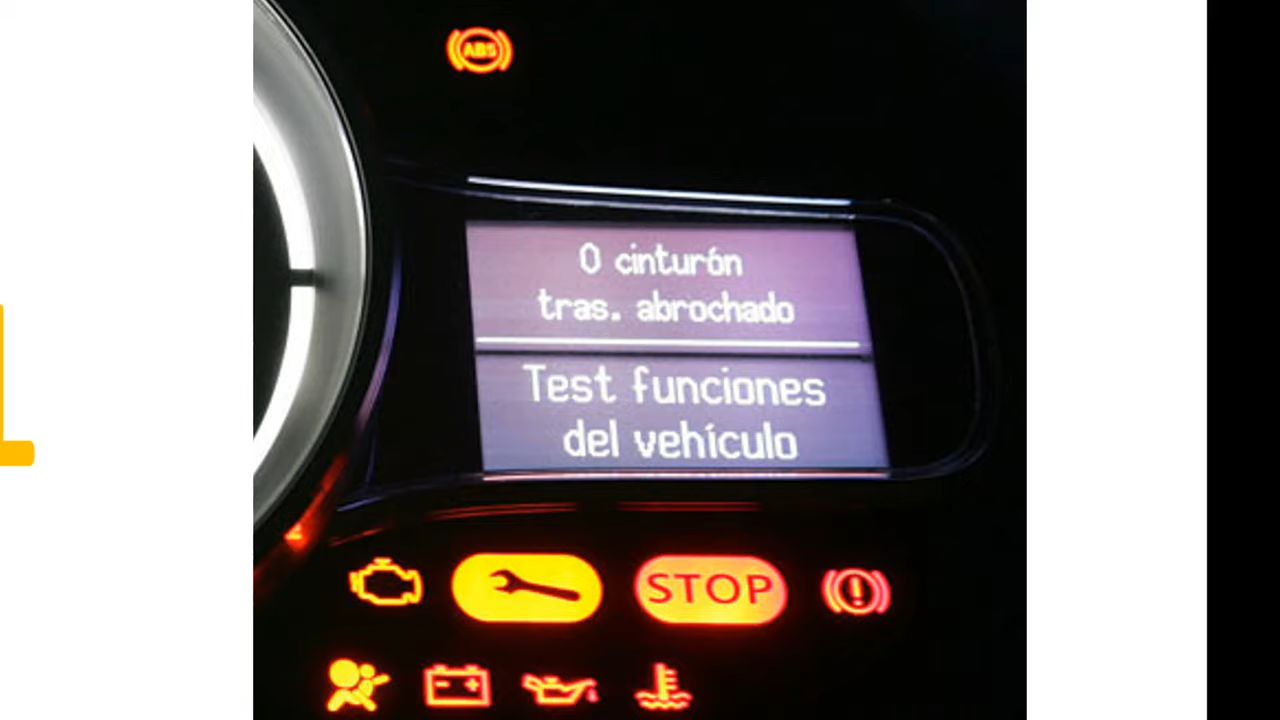 ABS
0 cinturón
tras. abrochado
Test funciones
del vehículo
STOP